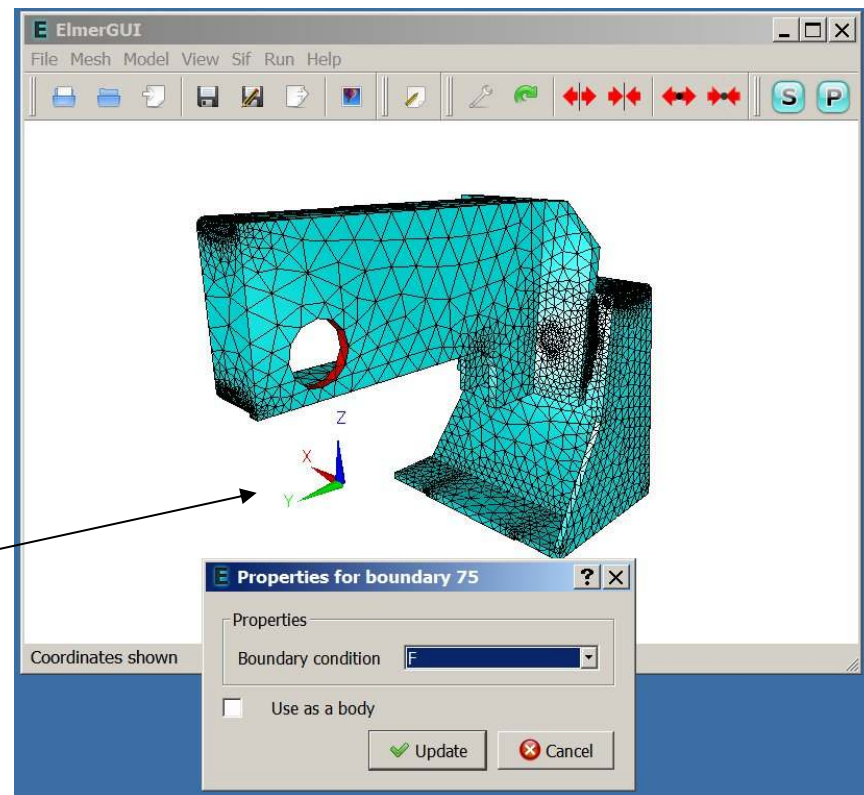 E ElmerGUI
File Mesh Model View Sif Run Help
S P
Z
X
Y
E Properties for boundary 75
Properties
Coordinates shown
Boundary condition F
Use as a body
Update Cancel